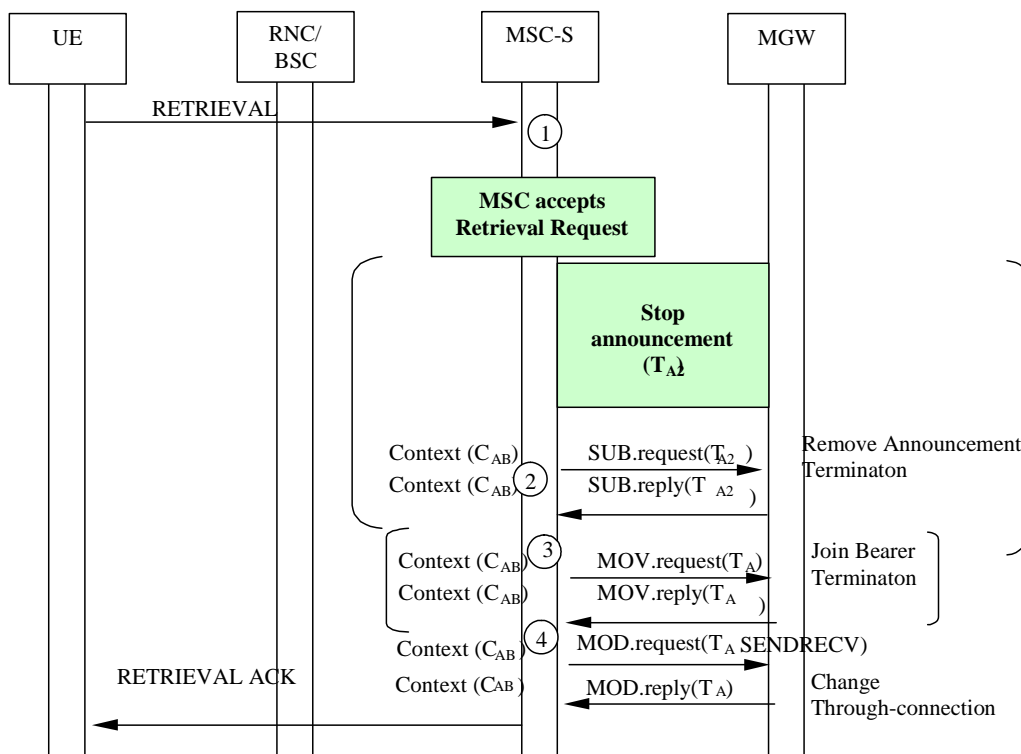 UE
RNC/
BSC
MSC-S
MGW
RETRIEVAL
1
MSC accepts
Retrieval Request
Stop
announcement
(TA2)
Context (CAB)
SUB.request(TA2)
Remove Announcement
Terminaton
2
Context (CAB)
SUB.reply(TA2)
3
Context (CAB)
MOV.request(TA)
Join Bearer
Terminaton
Context (CAB)
MOV.reply(TA)
4
Context (CAB)
MOD.request(TA SENDRECV)
RETRIEVAL ACK
Context (CAB)
MOD.reply(TA)
Change
Through-connection